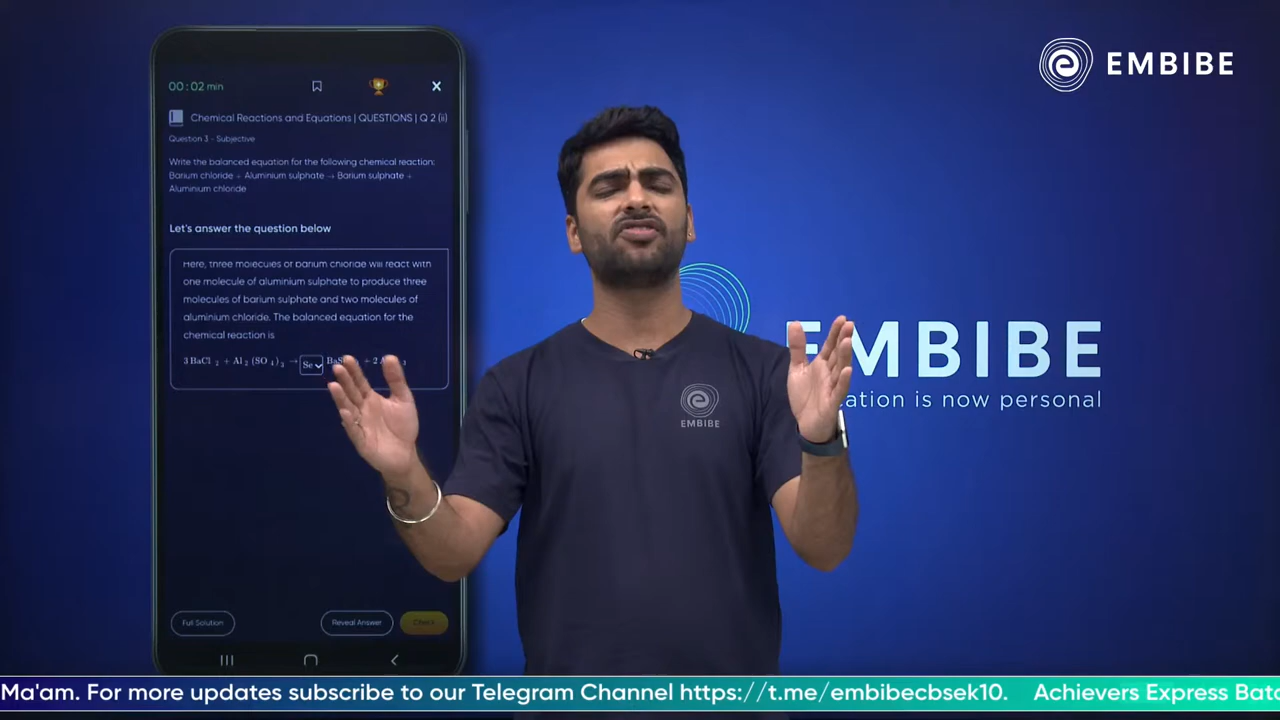 EMBIBE
00:02 min
Chemical Reactions and Equations | QUESTIONS | Q 2 (ii)
Question 3 - Subjective
Write the balanced equation for the following chemical reaction:
Barium chloride + Aluminium sulphate → Barium sulphate +
Aluminium chloride
Let's answer the question below
Here, three molecules of barium chloride will react with
one molecule of aluminium sulphate to produce three
molecules of barium sulphate and two molecules of
aluminium chloride. The balanced equation for the
chemical reaction is
3 BaCl 2 + Al 2 (SO 4) 3 → Se + 2
Full Solution
Reveal Answer
Check
EMBIBE
EMBIBE
is now personal
Ma'am. For more updates subscribe to our Telegram Channel https://t.me/embibecbsek10. Achievers Express